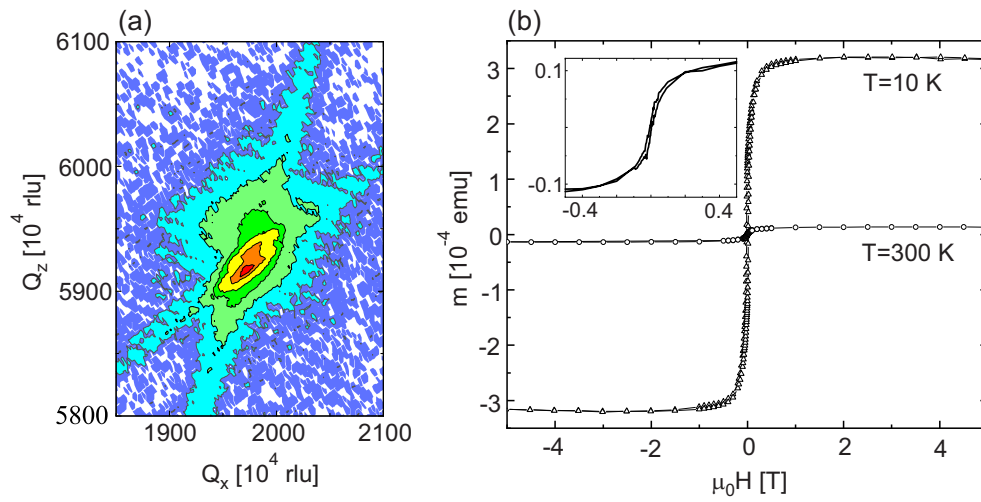 (a)
6100
6000
5900
5800
Q_z [10^4 rlu]
1900
2000
2100
Q_x [10^4 rlu]
(b)
3
2
1
0
-1
-2
-3
m [10^-4 emu]
T=10 K
T=300 K
0.1
-0.1
-0.4
0.4
-4
-2
0
2
4
μ_0H [T]